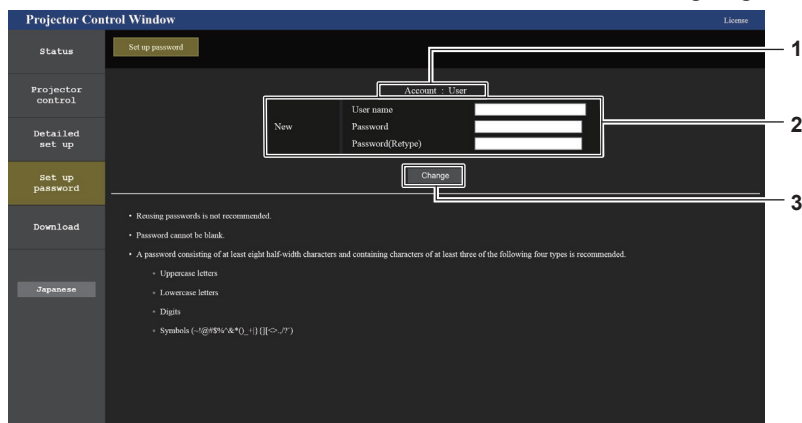 Projector Control Window
License
Status
Set up password
1
Projector
control
Account : User
User name
New
Password
2
Password(Retype)
Detailed
set up
Set up
password
Change
3
Download
• Reusing passwords is not recommended.
• Password cannot be blank.
• A password consisting of at least eight half-width characters and containing characters of at least three of the following four types is recommended.
Uppercase letters
Lowercase letters
Digits
Japanese